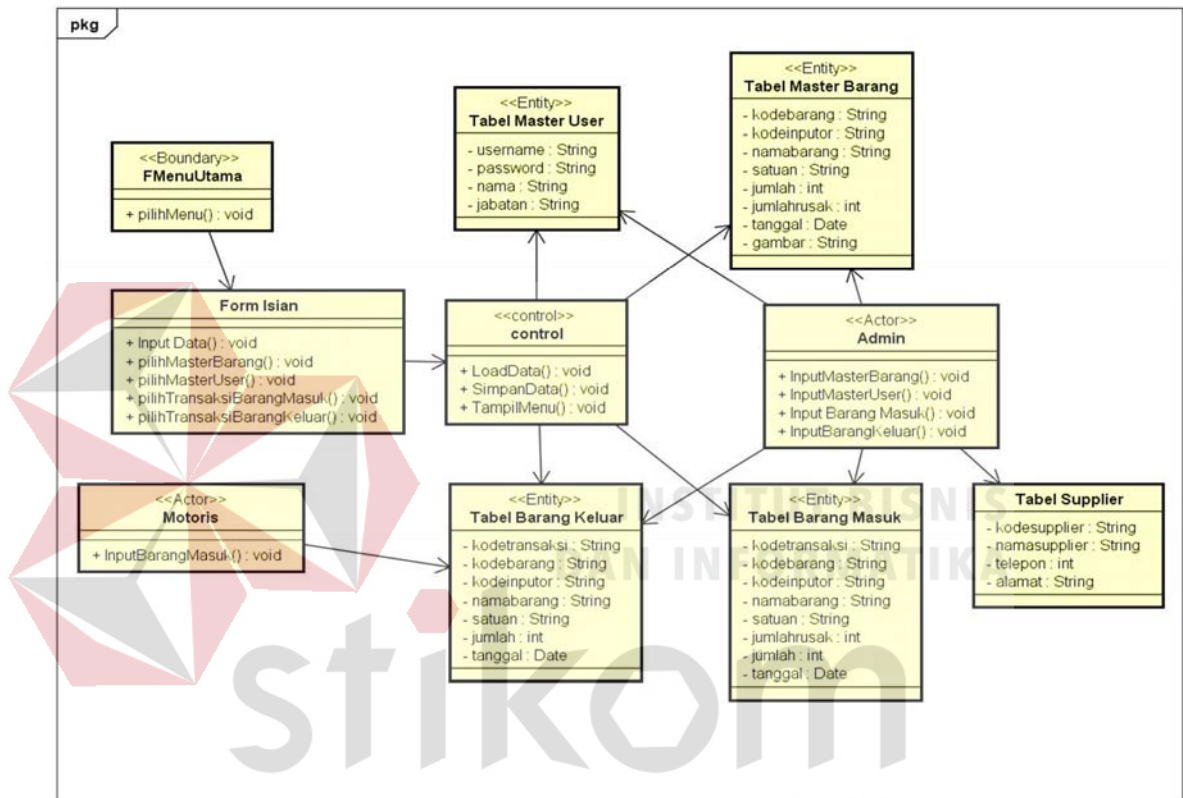 pkg
<<Entity>>
Tabel Master Barang
- kodebarang : String
- kodeinputor : String
- namabarang : String
- satuan : String
- jumlah : int
- jumlahrusak : int
- tanggal : Date
- gambar : String
<<Entity>>
Tabel Master User
- username : String
- password : String
- nama : String
- jabatan : String
<<Boundary>>
FMenuUtama
+ pilihMenu() : void
Form Isian
+ Input Data() : void
+ pilihMasterBarang() : void
+ pilihMasterUser() : void
+ pilihTransaksiBarangMasuk() : void
+ pilihTransaksiBarangKeluar() : void
<<control>>
control
+ LoadData() : void
+ SimpanData() : void
+ TampilMenu() : void
<<Actor>>
Admin
+ InputMasterBarang() : void
+ InputMasterUser() : void
+ Input Barang Masuk() : void
+ InputBarangKeluar() : void
<<Actor>>
Motoris
+ InputBarangMasuk() : void
<<Entity>>
Tabel Barang Keluar
- kodetransaksi : String
- kodebarang : String
- kodeinputor : String
- namabarang : String
- satuan : String
- jumlah : int
- tanggal : Date
<<Entity>>
Tabel Barang Masuk
- kodetransaksi : String
- kodebarang : String
- kodeinputor : String
- namabarang : String
- satuan : String
- jumlahrusak : int
- jumlah : int
- tanggal : Date
Tabel Supplier
- kodesupplier : String
- namasupplier : String
- telepon : int
- alamat : String
INSTITUT BISNIS
DAN INFORMATIKA
stikom